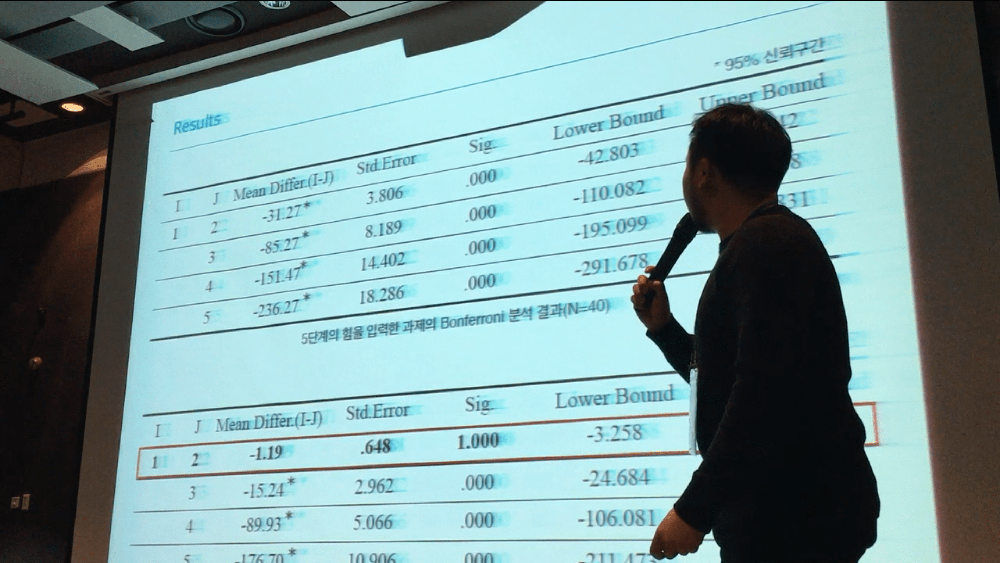 Results
* 95% 신뢰구간
I J Mean Differ.(I-J) Std.Error Sig. Lower Bound Upper Bound
1 2 -31.27* 3.806 .000 -42.803
3 -85.27* 8.189 .000 -110.082
4 -151.47* 14.402 .000 -195.099
5 -236.27* 18.286 .000 -291.678
5단계의 힘을 입력한 과제의 Bonferroni 분석 결과(N=40)
I J Mean Differ.(I-J) Std.Error Sig. Lower Bound
1 2 -1.19 .648 1.000 -3.258
3 -15.24* 2.962 .000 -24.684
4 -89.93* 5.066 .000 -106.081
5 -176.70* 10.906 .000 -211.473